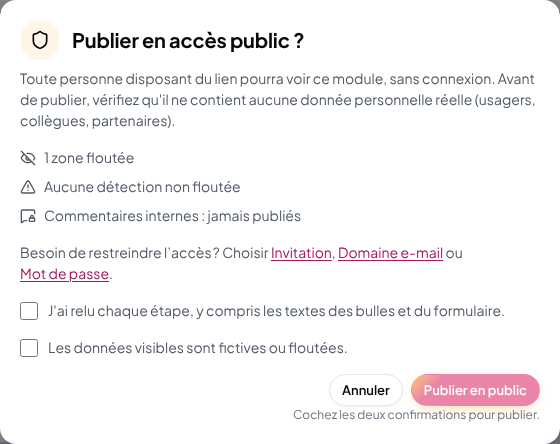 Publier en accès public ?
Toute personne disposant du lien pourra voir ce module, sans connexion. Avant
de publier, vérifiez qu'il ne contient aucune donnée personnelle réelle (usagers,
collègues, partenaires).
1 zone floutée
Aucune détection non floutée
Commentaires internes : jamais publiés
Besoin de restreindre l'accès ? Choisir Invitation, Domaine e-mail ou
Mot de passe.
J'ai relu chaque étape, y compris les textes des bulles et du formulaire.
Les données visibles sont fictives ou floutées.
Annuler
Publier en public
Cochez les deux confirmations pour publier.